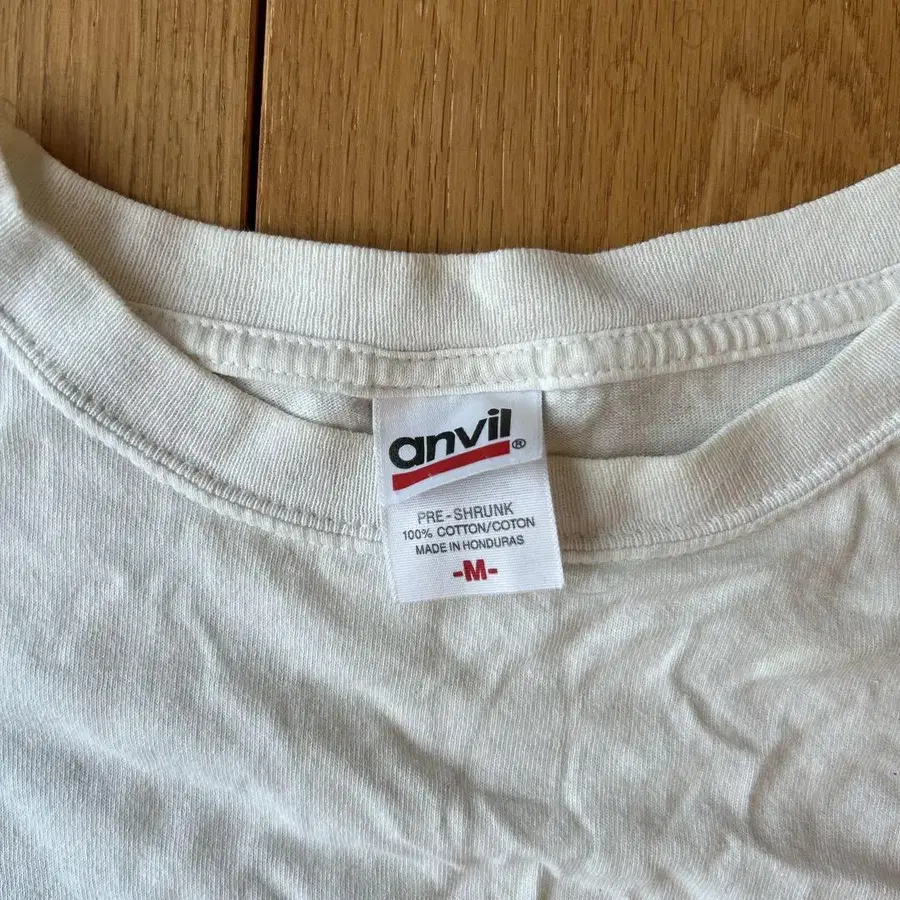 anvil®
PRE-SHRUNK
100% COTTON/COTON
MADE IN HONDURAS
-M-